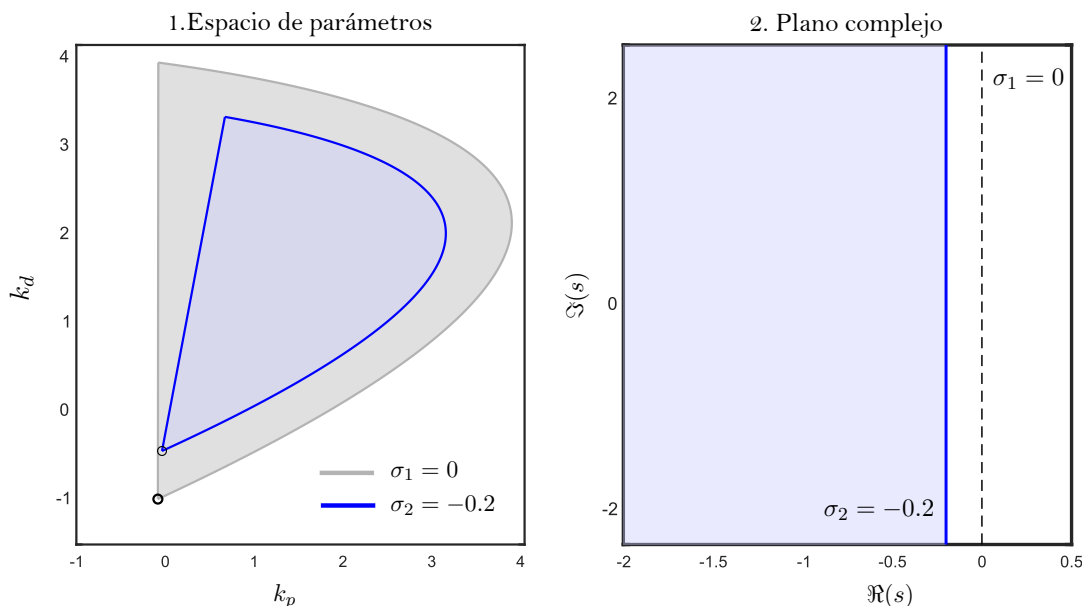 1.Espacio de parámetros
4
3
2
1
0
-1
k_d
-1
0
1
2
3
4
k_p
σ₁ = 0
σ₂ = −0.2
2. Plano complejo
2
0
-2
ℑ(s)
-2
-1.5
-1
-0.5
0
0.5
ℜ(s)
σ₁ = 0
σ₂ = −0.2